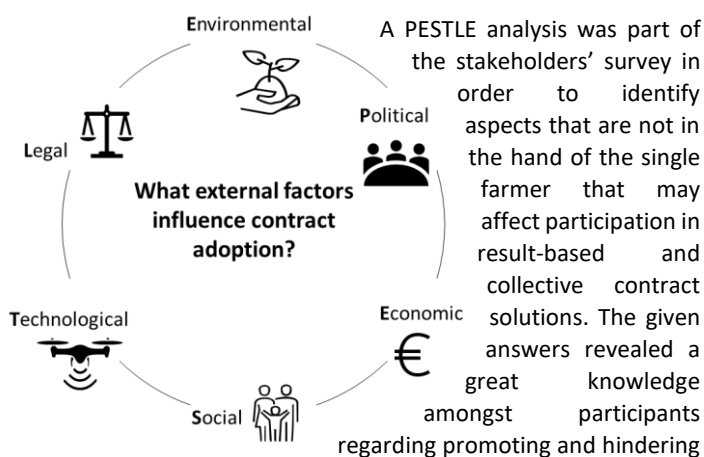 Environmental
Political
Legal
What external factors
influence contract
adoption?
Technological
Economic
€
Social
A PESTLE analysis was part of
the stakeholders’ survey in
order to identify
aspects that are not in
the hand of the single
farmer that may
affect participation in
result-based and
collective contract
solutions. The given
answers revealed a
great knowledge
amongst participants
regarding promoting and hindering